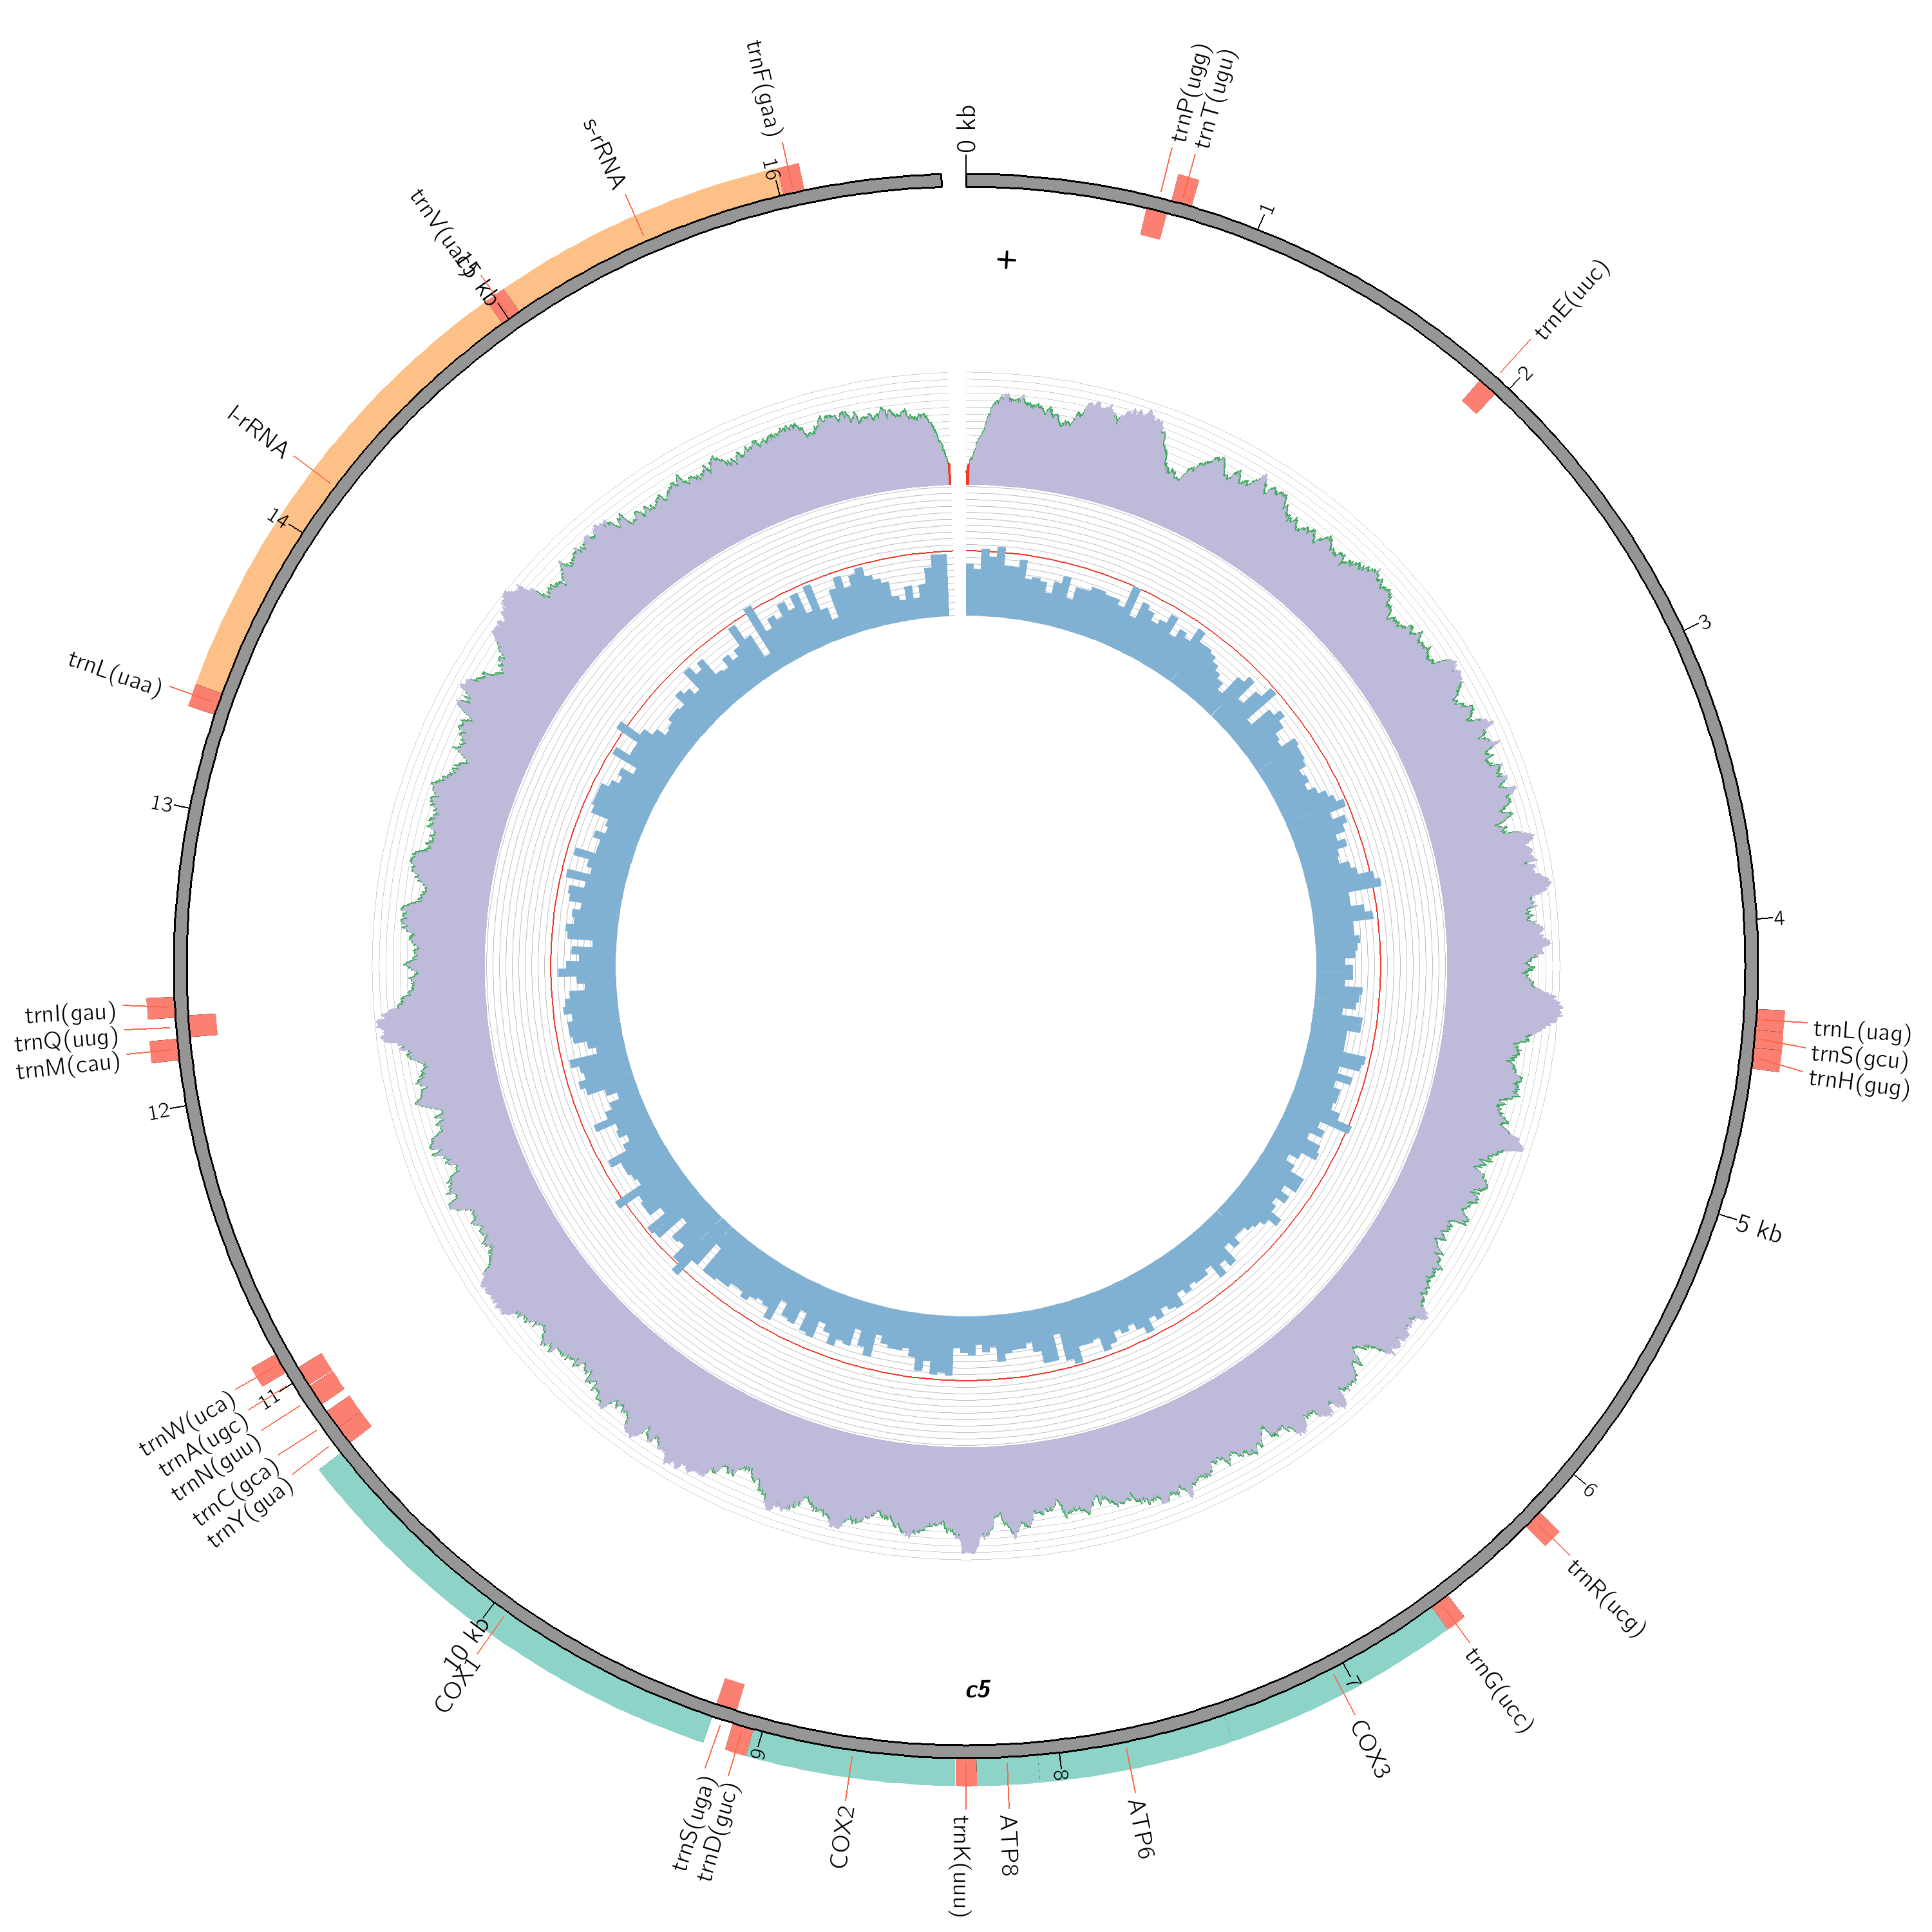 0 kb
trnP(ugg)
trnT(ugu)
1
+
trnE(uuc)
2
3
4
trnL(uag)
trnS(gcu)
trnH(gug)
5 kb
6
trnR(ucg)
trnG(ucc)
7
COX3
ATP6
8
ATP8
trnK(uuu)
c5
COX2
9
trnD(guc)
trnS(uga)
COX1
10 kb
trnY(gua)
trnC(gca)
trnN(guu)
trnA(ugc)
trnW(uca)
11
12
trnM(cau)
trnQ(uug)
trnI(gau)
13
trnL(uaa)
14
l-rRNA
15 kb
trnV(uac)
s-rRNA
16
trnF(gaa)